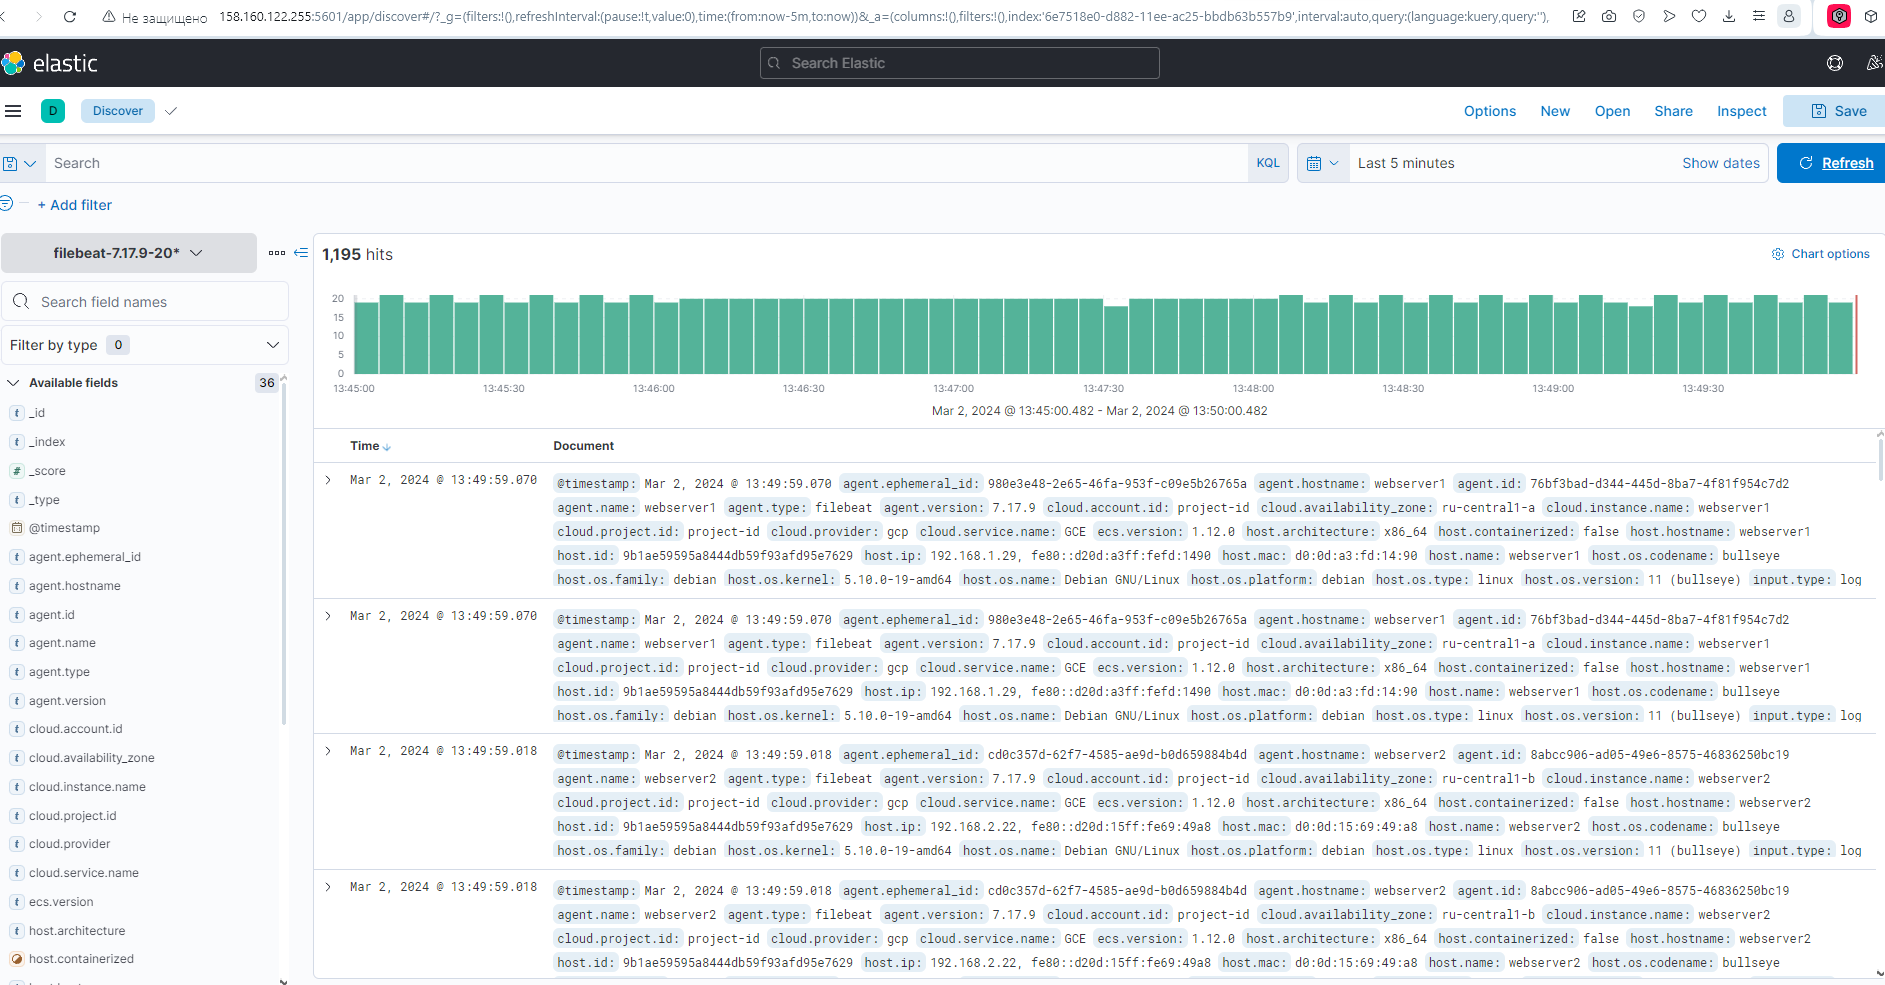 Не защищено 158.160.122.255:5601/app/discover#/?_g=(filters:!(),refreshInterval:(pause:!t,value:0),time:(from:now-5m,to:now))&_a=(columns:!(),filters:!(),index:'6e7518e0-d882-11ee-ac25-bbdb63b557b9',interval:auto,query:(language:kuery,query:''),
elastic
Search Elastic
D Discover Options New Open Share Inspect Save
Search KQL Last 5 minutes Show dates Refresh
+ Add filter
filebeat-7.17.9-20*
Search field names
Filter by type 0
Available fields 36
t _id
t _index
# _score
t _type
@timestamp
t agent.ephemeral_id
t agent.hostname
t agent.id
t agent.name
t agent.type
t agent.version
t cloud.account.id
t cloud.availability_zone
t cloud.instance.name
t cloud.project.id
t cloud.provider
t cloud.service.name
t ecs.version
t host.architecture
host.containerized
1,195 hits
Chart options
20
15
10
5
0
13:45:00 13:45:30 13:46:00 13:46:30 13:47:00 13:47:30 13:48:00 13:48:30 13:49:00 13:49:30
Mar 2, 2024 @ 13:45:00.482 - Mar 2, 2024 @ 13:50:00.482
Time Document
Mar 2, 2024 @ 13:49:59.070 @timestamp: Mar 2, 2024 @ 13:49:59.070 agent.ephemeral_id: 980e3e48-2e65-46fa-953f-c09e5b26765a agent.hostname: webserver1 agent.id: 76bf3bad-d344-445d-8ba7-4f81f954c7d2
agent.name: webserver1 agent.type: filebeat agent.version: 7.17.9 cloud.account.id: project-id cloud.availability_zone: ru-central1-a cloud.instance.name: webserver1
cloud.project.id: project-id cloud.provider: gcp cloud.service.name: GCE ecs.version: 1.12.0 host.architecture: x86_64 host.containerized: false host.hostname: webserver1
host.id: 9b1ae59595a8444db59f93afd95e7629 host.ip: 192.168.1.29, fe80::d20d:a3ff:fefd:1490 host.mac: d0:0d:a3:fd:14:90 host.name: webserver1 host.os.codename: bullseye
host.os.family: debian host.os.kernel: 5.10.0-19-amd64 host.os.name: Debian GNU/Linux host.os.platform: debian host.os.type: linux host.os.version: 11 (bullseye) input.type: log
Mar 2, 2024 @ 13:49:59.070 @timestamp: Mar 2, 2024 @ 13:49:59.070 agent.ephemeral_id: 980e3e48-2e65-46fa-953f-c09e5b26765a agent.hostname: webserver1 agent.id: 76bf3bad-d344-445d-8ba7-4f81f954c7d2
agent.name: webserver1 agent.type: filebeat agent.version: 7.17.9 cloud.account.id: project-id cloud.availability_zone: ru-central1-a cloud.instance.name: webserver1
cloud.project.id: project-id cloud.provider: gcp cloud.service.name: GCE ecs.version: 1.12.0 host.architecture: x86_64 host.containerized: false host.hostname: webserver1
host.id: 9b1ae59595a8444db59f93afd95e7629 host.ip: 192.168.1.29, fe80::d20d:a3ff:fefd:1490 host.mac: d0:0d:a3:fd:14:90 host.name: webserver1 host.os.codename: bullseye
host.os.family: debian host.os.kernel: 5.10.0-19-amd64 host.os.name: Debian GNU/Linux host.os.platform: debian host.os.type: linux host.os.version: 11 (bullseye) input.type: log
Mar 2, 2024 @ 13:49:59.018 @timestamp: Mar 2, 2024 @ 13:49:59.018 agent.ephemeral_id: cd0c357d-62f7-4585-ae9d-b0d659884b4d agent.hostname: webserver2 agent.id: 8abcc906-ad05-49e6-8575-46836250bc19
agent.name: webserver2 agent.type: filebeat agent.version: 7.17.9 cloud.account.id: project-id cloud.availability_zone: ru-central1-b cloud.instance.name: webserver2
cloud.project.id: project-id cloud.provider: gcp cloud.service.name: GCE ecs.version: 1.12.0 host.architecture: x86_64 host.containerized: false host.hostname: webserver2
host.id: 9b1ae59595a8444db59f93afd95e7629 host.ip: 192.168.2.22, fe80::d20d:15ff:fe69:49a8 host.mac: d0:0d:15:69:49:a8 host.name: webserver2 host.os.codename: bullseye
host.os.family: debian host.os.kernel: 5.10.0-19-amd64 host.os.name: Debian GNU/Linux host.os.platform: debian host.os.type: linux host.os.version: 11 (bullseye) input.type: log
Mar 2, 2024 @ 13:49:59.018 @timestamp: Mar 2, 2024 @ 13:49:59.018 agent.ephemeral_id: cd0c357d-62f7-4585-ae9d-b0d659884b4d agent.hostname: webserver2 agent.id: 8abcc906-ad05-49e6-8575-46836250bc19
agent.name: webserver2 agent.type: filebeat agent.version: 7.17.9 cloud.account.id: project-id cloud.availability_zone: ru-central1-b cloud.instance.name: webserver2
cloud.project.id: project-id cloud.provider: gcp cloud.service.name: GCE ecs.version: 1.12.0 host.architecture: x86_64 host.containerized: false host.hostname: webserver2
host.id: 9b1ae59595a8444db59f93afd95e7629 host.ip: 192.168.2.22, fe80::d20d:15ff:fe69:49a8 host.mac: d0:0d:15:69:49:a8 host.name: webserver2 host.os.codename: bullseye